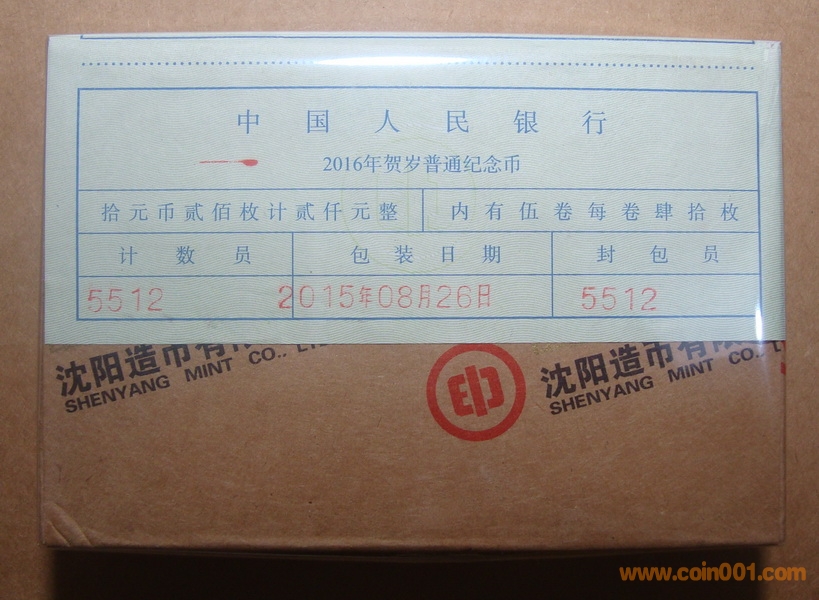 中国人民银行
2016年贺岁普通纪念币
拾元币贰佰枚计贰仟元整 内有伍卷每卷肆拾枚
计数员 包装日期 封包员
5512 2015年08月26日 5512
沈阳造币有 沈阳造币有限
SHENYANG MINT CO., SHENYANG MINT CO.,
印
www.coin001.com